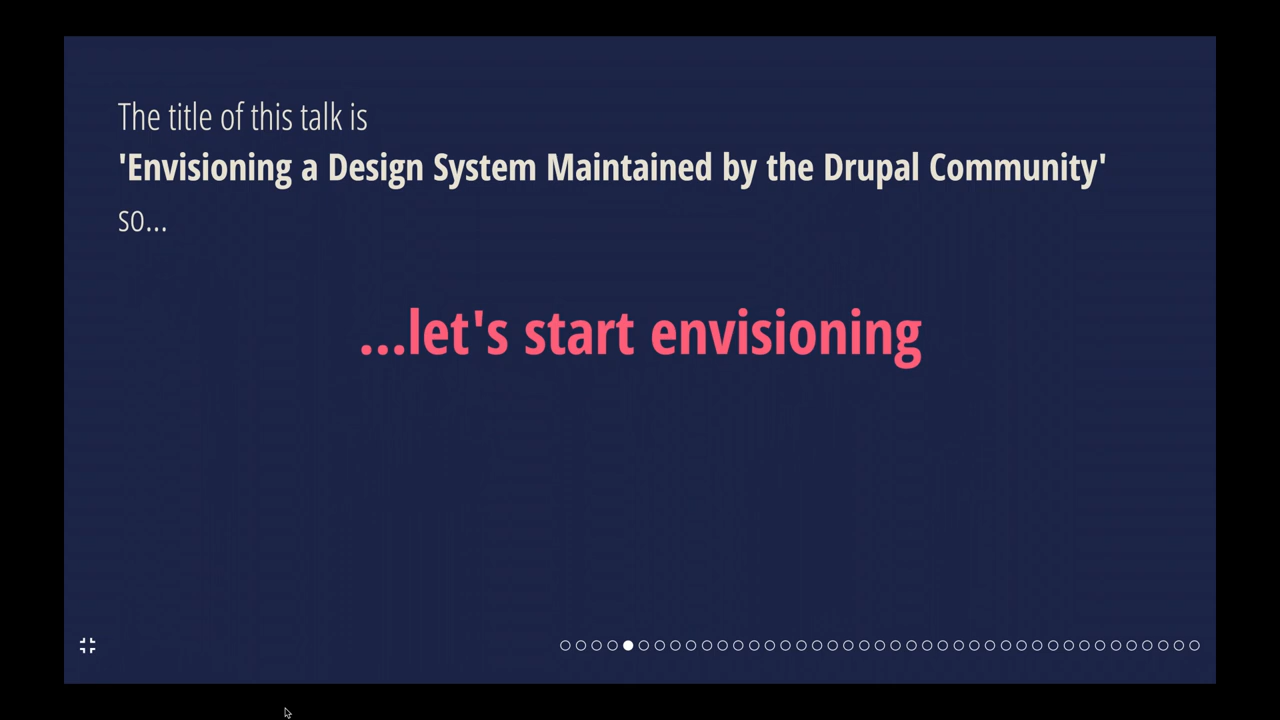 The title of this talk is
'Envisioning a Design System Maintained by the Drupal Community'
so...
...let's start envisioning